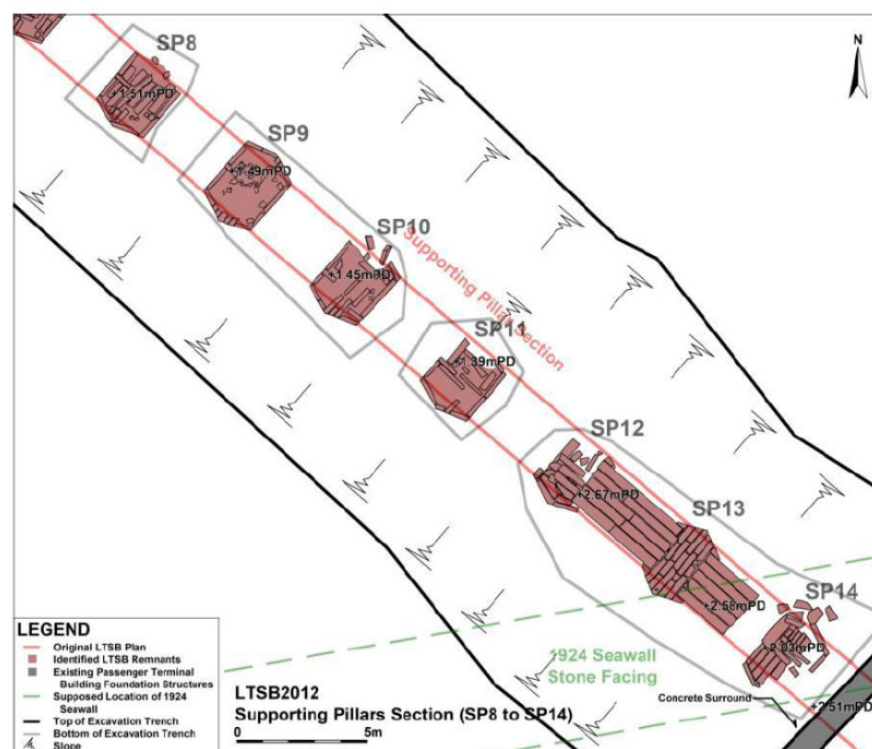 SP8
N
+1.51mPD
SP9
+1.49mPD
SP10
Supporting Pillars Section
+1.45mPD
SP11
+1.39mPD
SP12
+2.67mPD
SP13
+2.58mPD
SP14
+2.03mPD
1924 Seawall
Stone Facing
Concrete Surround
+2.51mPD
LEGEND
Original LTSB Plan
Identified LTSB Remnants
Existing Passenger Terminal
Building Foundation Structures
Supposed Location of 1924
Seawall
Top of Excavation Trench
Bottom of Excavation Trench
Slope
LTSB2012
Supporting Pillars Section (SP8 to SP14)
0 5m